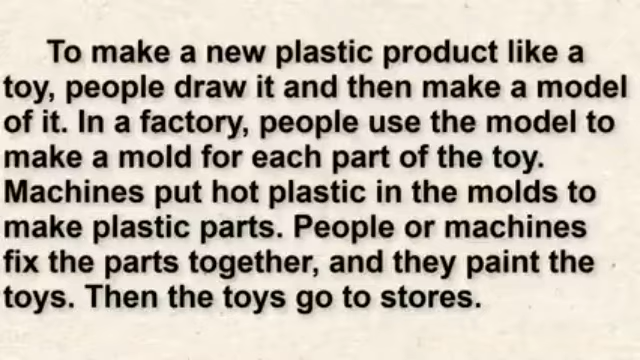 To make a new plastic product like a
toy, people draw it and then make a model
of it. In a factory, people use the model to
make a mold for each part of the toy.
Machines put hot plastic in the molds to
make plastic parts. People or machines
fix the parts together, and they paint the
toys. Then the toys go to stores.